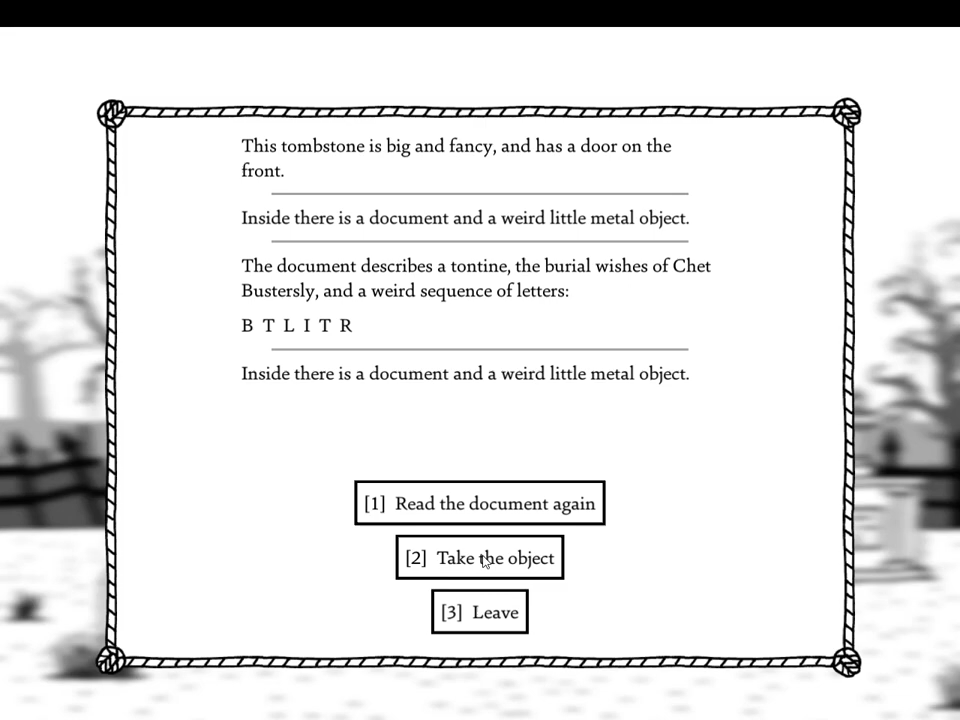 This tombstone is big and fancy, and has a door on the
front.
Inside there is a document and a weird little metal object.
The document describes a tontine, the burial wishes of Chet
Bustersly, and a weird sequence of letters:
B T L I T R
Inside there is a document and a weird little metal object.
[1] Read the document again
[2] Take the object
[3] Leave